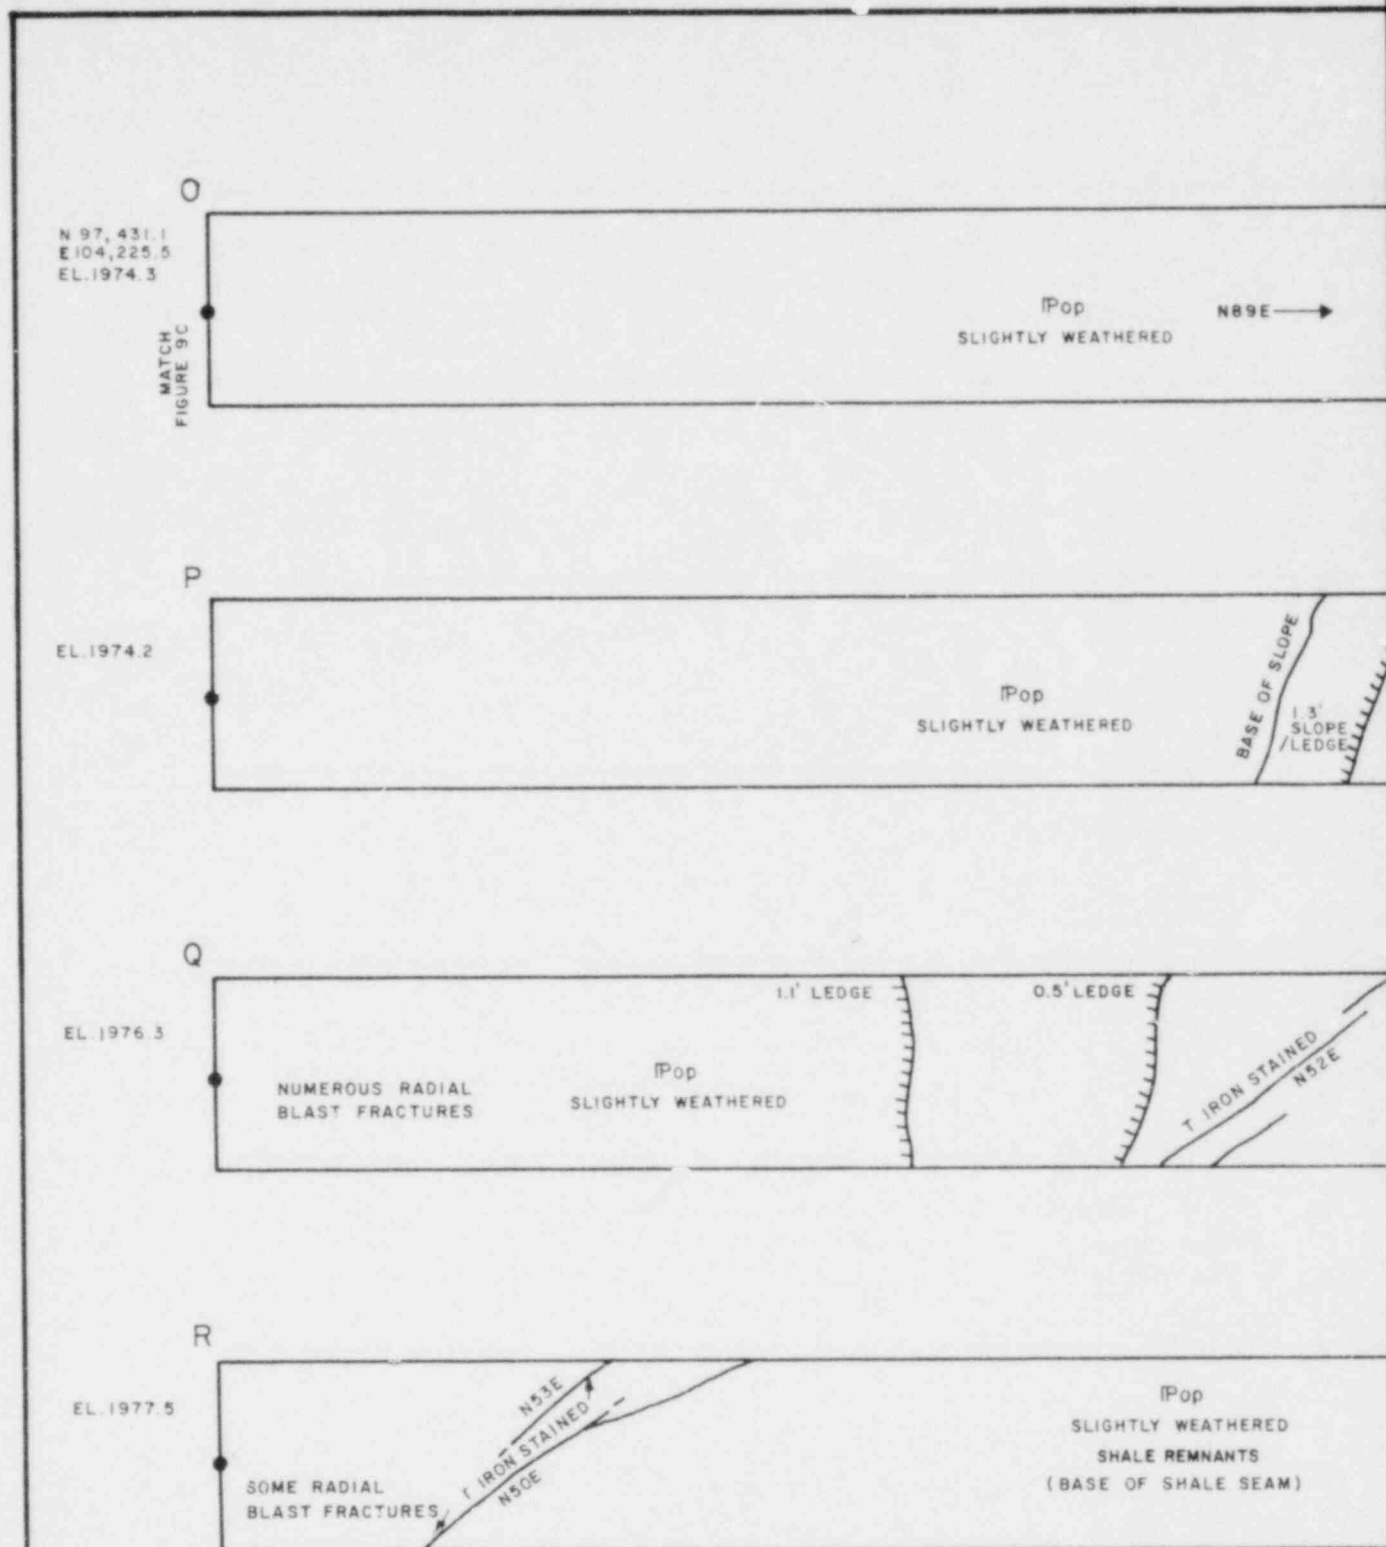 O
N 97, 431.1
E 104,225.5
EL. 1974.3
MATCH
FIGURE 9C
ℙop
SLIGHTLY WEATHERED
N89E
P
EL. 1974.2
ℙop
SLIGHTLY WEATHERED
BASE OF SLOPE
1.3'
SLOPE
/LEDGE
Q
EL. 1976.3
NUMEROUS RADIAL
BLAST FRACTURES
ℙop
SLIGHTLY WEATHERED
1.1' LEDGE
0.5' LEDGE
T IRON STAINED
N52E
R
EL. 1977.5
SOME RADIAL
BLAST FRACTURES
N53E
T IRON STAINED
N50E
ℙop
SLIGHTLY WEATHERED
SHALE REMNANTS
(BASE OF SHALE SEAM)